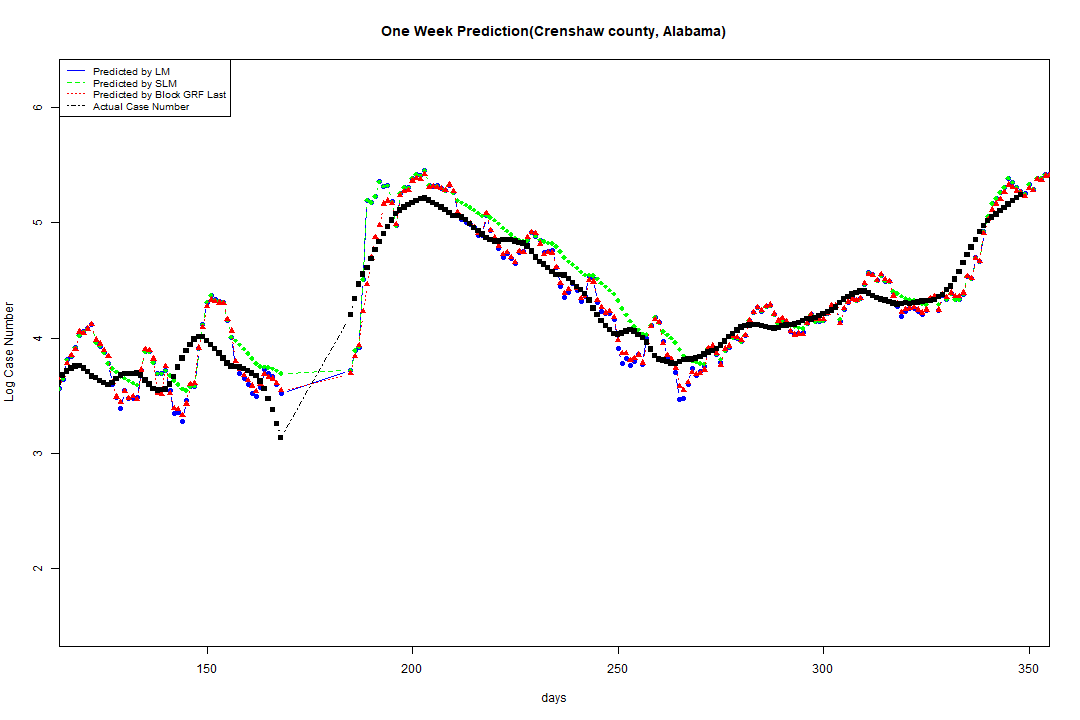 One Week Prediction(Crenshaw county, Alabama)
Predicted by LM
Predicted by SLM
Predicted by Block GRF Last
Actual Case Number
Log Case Number
6
5
4
3
2
150 200 250 300 350
days